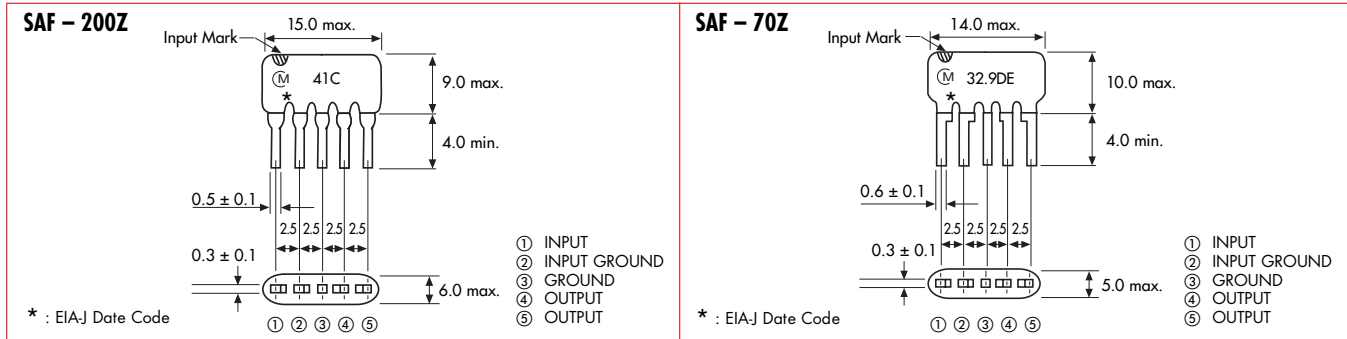 SAF – 200Z
15.0 max.
Input Mark
M 41C
*
9.0 max.
4.0 min.
0.5 ± 0.1
2.5 2.5 2.5 2.5
0.3 ± 0.1
6.0 max.
① INPUT
② INPUT GROUND
③ GROUND
④ OUTPUT
⑤ OUTPUT
* : EIA-J Date Code
① ② ③ ④ ⑤
SAF – 70Z
14.0 max.
Input Mark
M 32.9DE
*
10.0 max.
4.0 min.
0.6 ± 0.1
2.5 2.5 2.5 2.5
0.3 ± 0.1
5.0 max.
① INPUT
② INPUT GROUND
③ GROUND
④ OUTPUT
⑤ OUTPUT
* : EIA-J Date Code
① ② ③ ④ ⑤